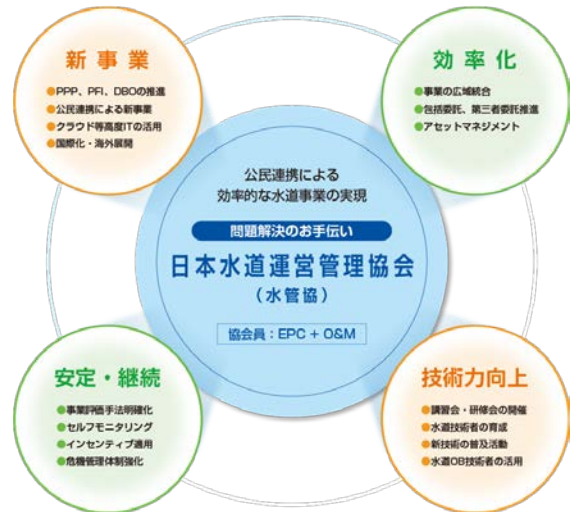 新事業
●PPP、PFI、DBOの推進
●公民連携による新事業
●クラウド等高度ITの活用
●国際化・海外展開
効率化
●事業の広域統合
●包括委託、第三者委託推進
●アセットマネジメント
公民連携による
効率的な水道事業の実現
問題解決のお手伝い
日本水道運営管理協会
（水管協）
協会員：EPC + O&M
安定・継続
●事業評価手法明確化
●セルフモニタリング
●インセンティブ適用
●危機管理体制強化
技術力向上
●講習会・研修会の開催
●水道技術者の育成
●新技術の普及活動
●水道OB技術者の活用